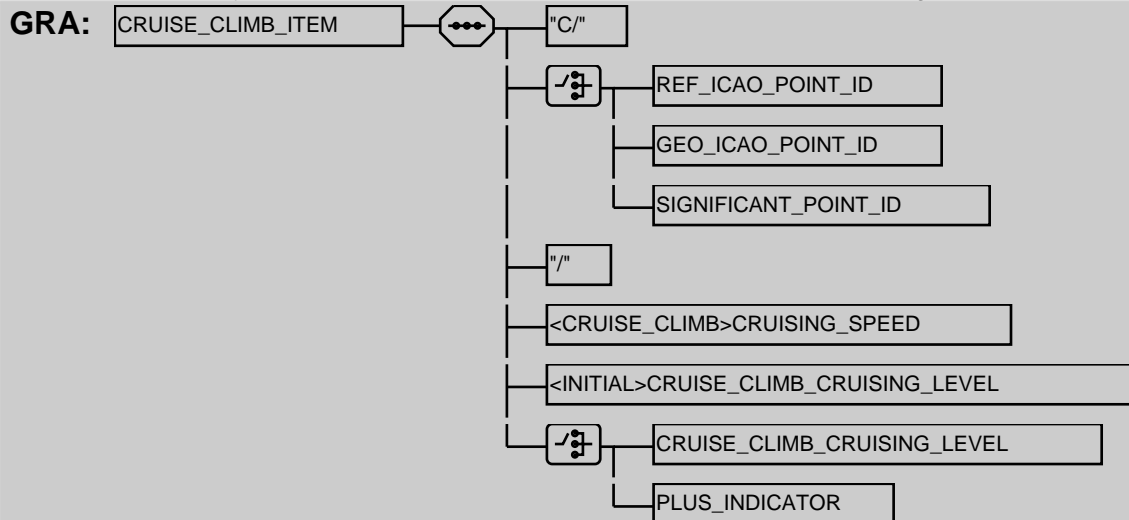 GRA: CRUISE_CLIMB_ITEM "C/"
REF_ICAO_POINT_ID
GEO_ICAO_POINT_ID
SIGNIFICANT_POINT_ID
"/"
<CRUISE_CLIMB>CRUISING_SPEED
<INITIAL>CRUISE_CLIMB_CRUISING_LEVEL
CRUISE_CLIMB_CRUISING_LEVEL
PLUS_INDICATOR